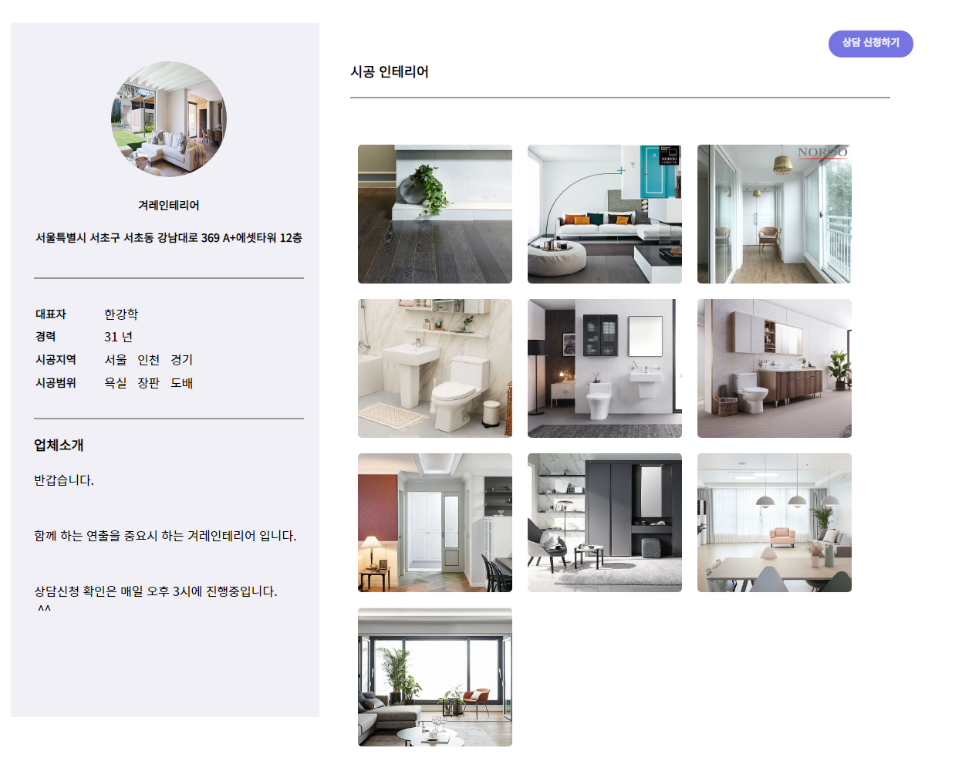 상담 신청하기
시공 인테리어
NOROO
NOROO
겨레인테리어
서울특별시 서초구 서초동 강남대로 369 A+에셋타워 12층
대표자 한강학
경력 31 년
시공지역 서울 인천 경기
시공범위 욕실 장판 도배
업체소개
반갑습니다.
함께 하는 연출을 중요시 하는 겨레인테리어 입니다.
상담신청 확인은 매일 오후 3시에 진행중입니다.
^^